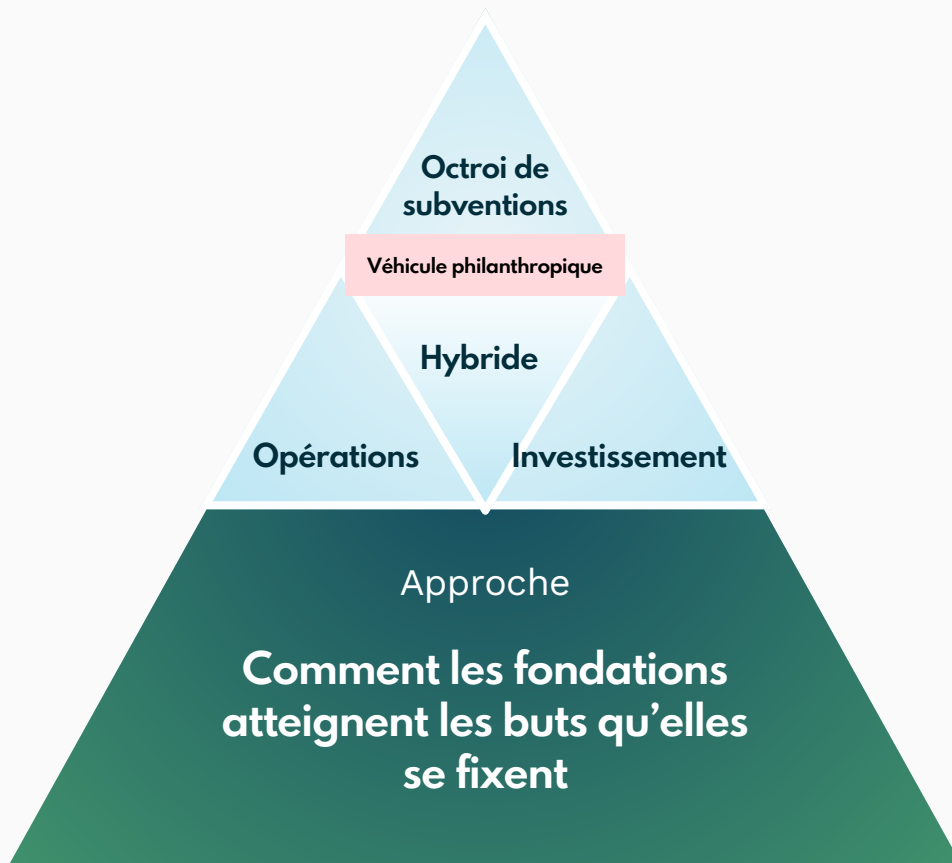 Octroi de
subventions
Véhicule philanthropique
Hybride
Opérations
Investissement
Approche
Comment les fondations
atteignent les buts qu’elles
se fixent